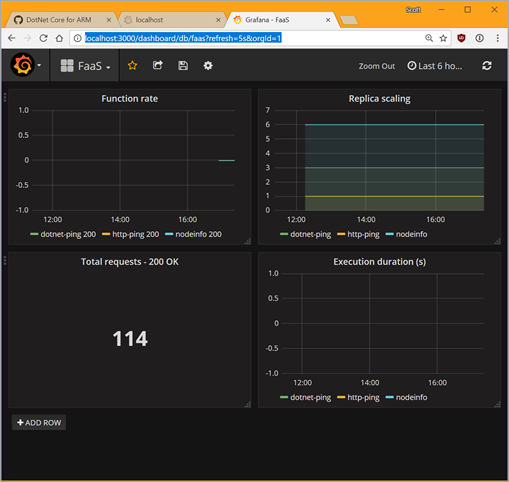 Scott
DotNet Core for ARM
localhost
Grafana - FaaS
localhost:3000/dashboard/db/faas?refresh=5s&orgId=1
FaaS
Zoom Out
Last 6 ho...
Function rate
1.0
0.5
0
-0.5
-1.0
12:00 14:00 16:00
dotnet-ping 200 http-ping 200 nodeinfo 200
Replica scaling
7
6
5
4
3
2
1
0
12:00 14:00 16:00
dotnet-ping http-ping nodeinfo
Total requests - 200 OK
114
Execution duration (s)
1.0
0.5
0
-0.5
-1.0
12:00 14:00 16:00
dotnet-ping http-ping nodeinfo
ADD ROW